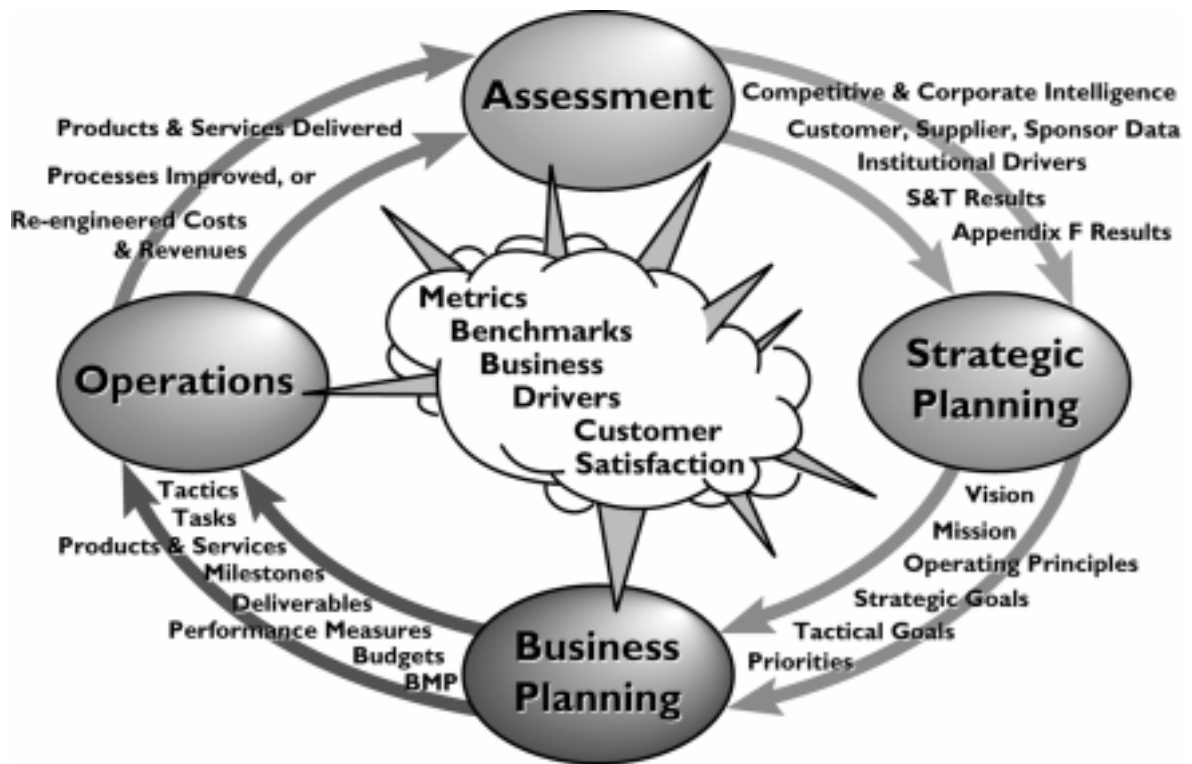 Assessment
Competitive & Corporate Intelligence
Customer, Supplier, Sponsor Data
Institutional Drivers
S&T Results
Appendix F Results
Strategic
Planning
Vision
Mission
Operating Principles
Strategic Goals
Tactical Goals
Priorities
Business
Planning
Tactics
Tasks
Products & Services
Milestones
Deliverables
Performance Measures
Budgets
BMP
Operations
Products & Services Delivered
Processes Improved, or
Re-engineered Costs
& Revenues
Metrics
Benchmarks
Business
Drivers
Customer
Satisfaction